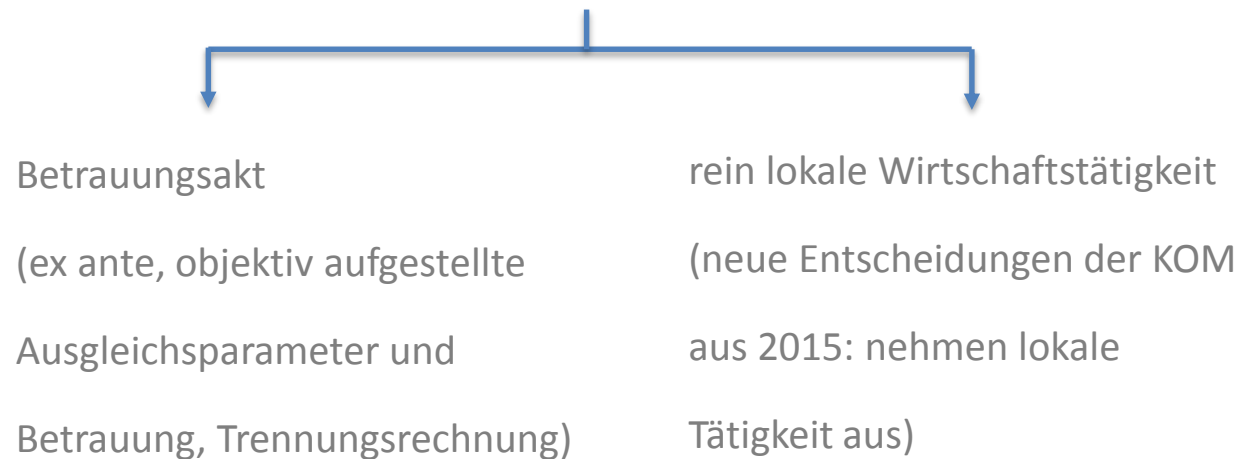 Betrauungsakt
(ex ante, objektiv aufgestellte
Ausgleichsparameter und
Betrauung, Trennungsrechnung)
rein lokale Wirtschaftstätigkeit
(neue Entscheidungen der KOM
aus 2015: nehmen lokale
Tätigkeit aus)